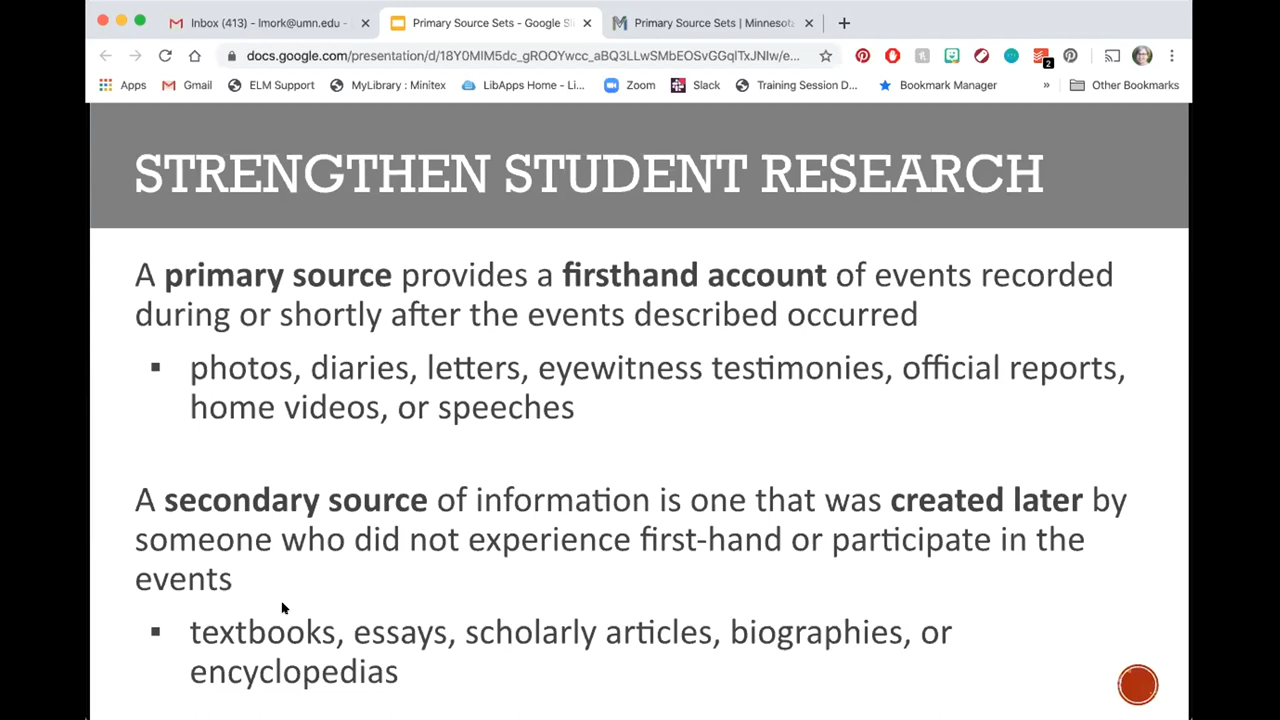 Inbox (413) - lmork@umn.edu -
Primary Source Sets - Google Sl
Primary Source Sets | Minnesota
docs.google.com/presentation/d/18Y0MIM5dc_gROOYwcc_aBQ3LLwSMbEOSvGGqlTxJNIw/e...
2
Apps
Gmail
ELM Support
MyLibrary : Minitex
LibApps Home - Li...
Zoom
Slack
Training Session D...
Bookmark Manager
»
Other Bookmarks
STRENGTHEN STUDENT RESEARCH
A primary source provides a firsthand account of events recorded
during or shortly after the events described occurred
▪ photos, diaries, letters, eyewitness testimonies, official reports,
home videos, or speeches
A secondary source of information is one that was created later by
someone who did not experience first-hand or participate in the
events
▪ textbooks, essays, scholarly articles, biographies, or
encyclopedias